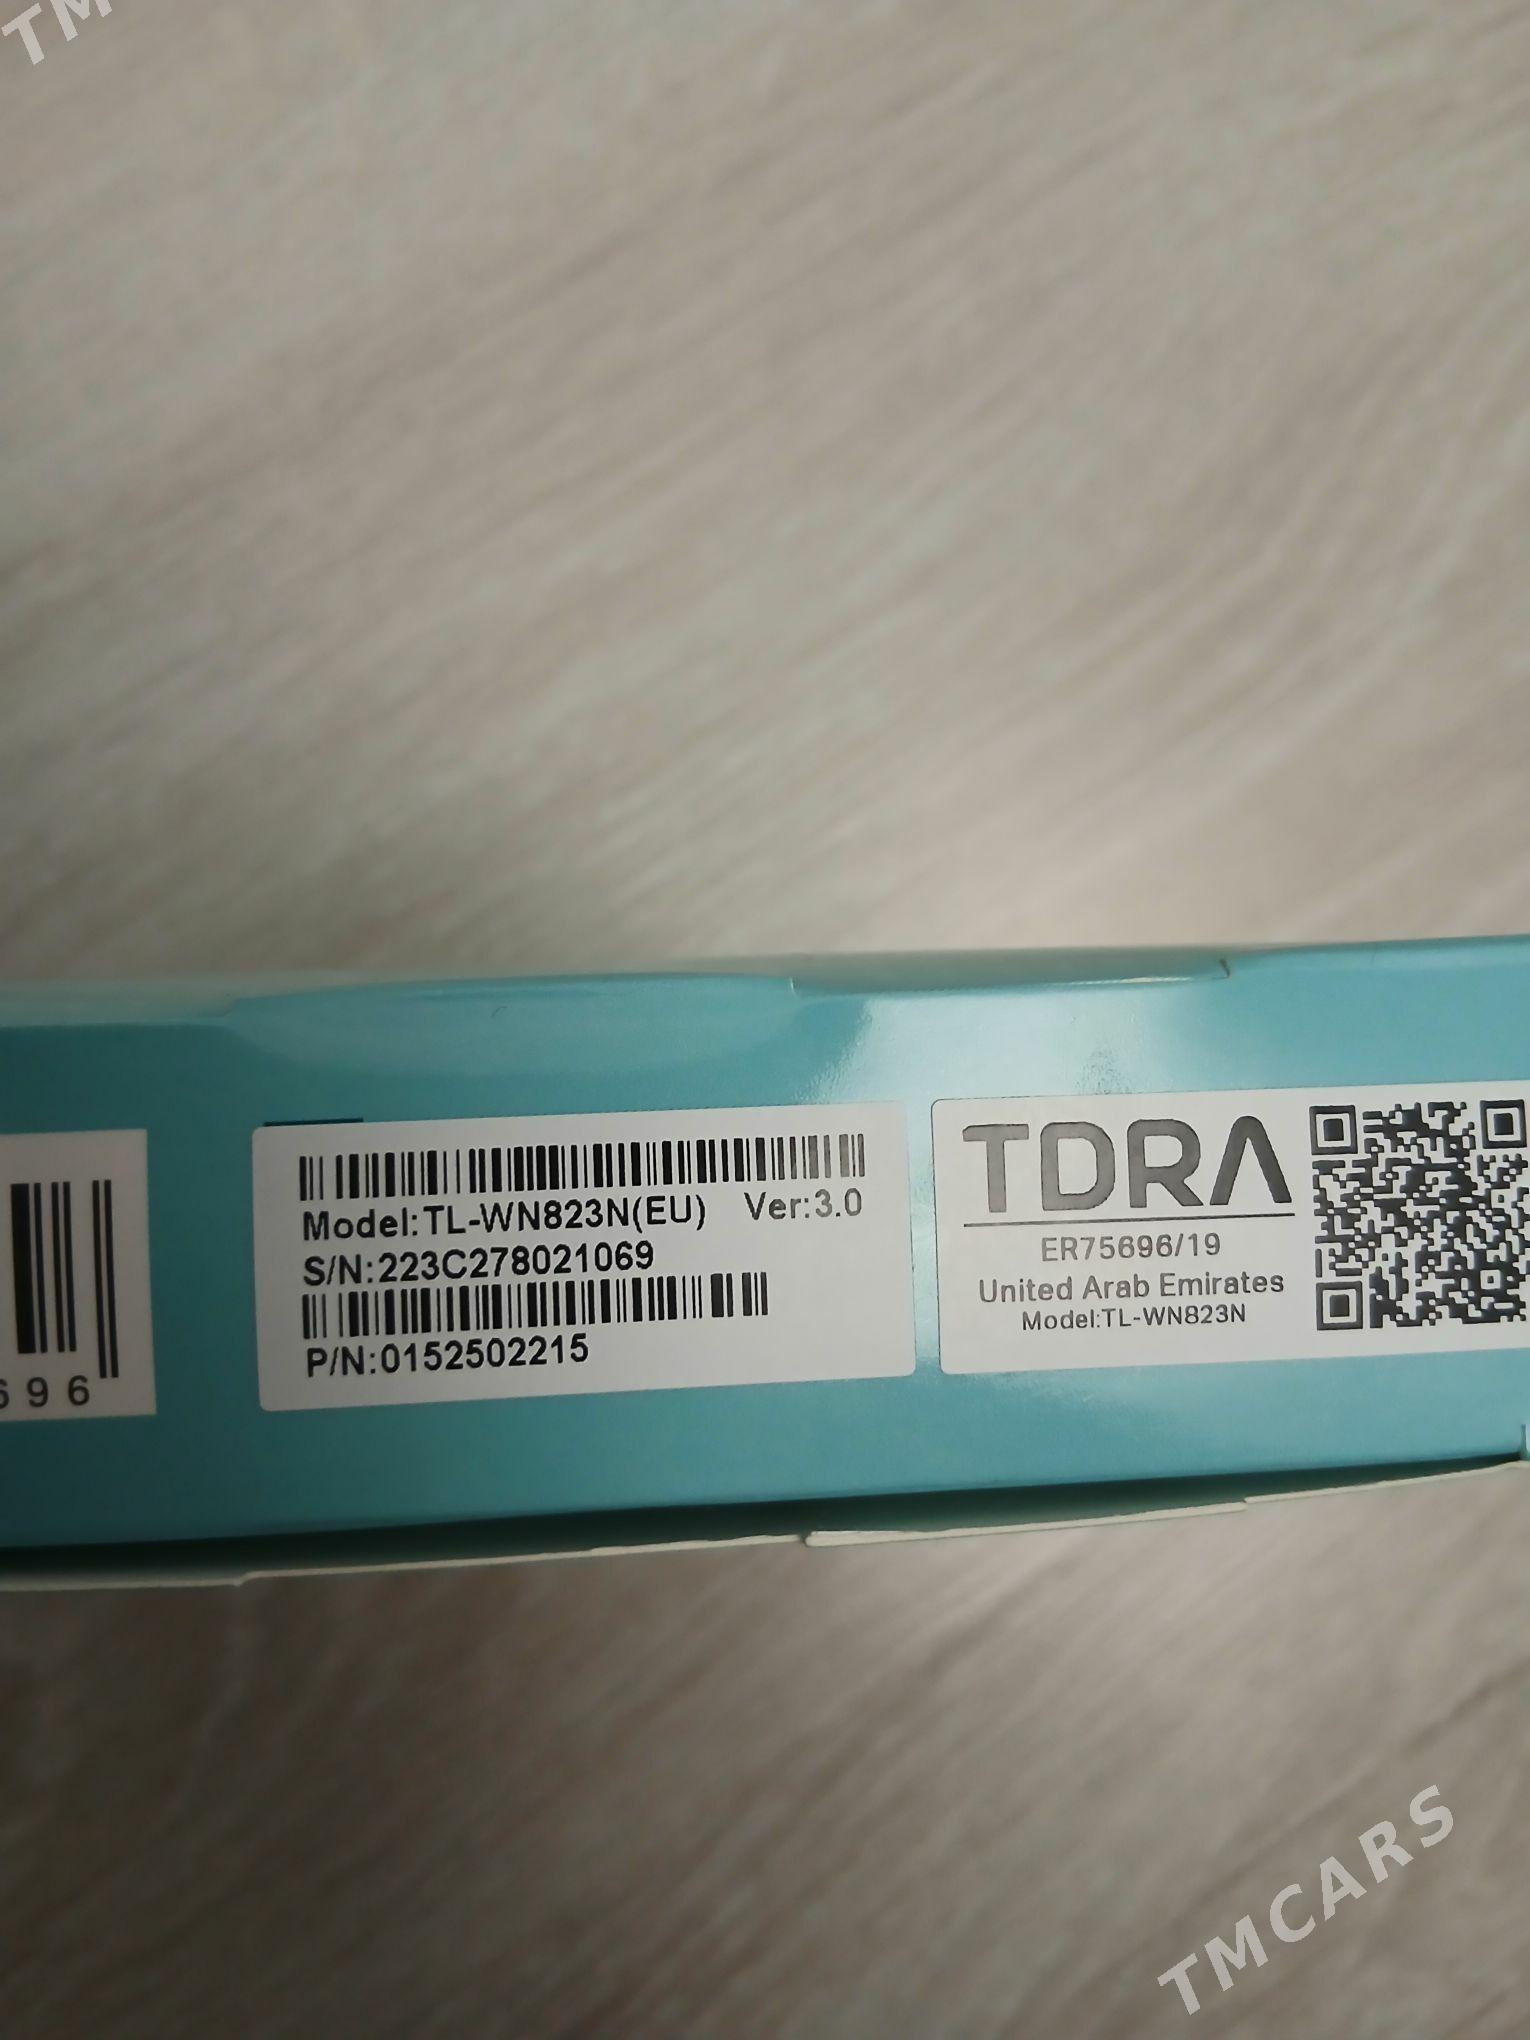 TM
Model:TL-WN823N(EU) Ver:3.0
S/N:223C278021069
P/N:0152502215
TDRA
ER75696/19
United Arab Emirates
Model:TL-WN823N
696
TMCARS